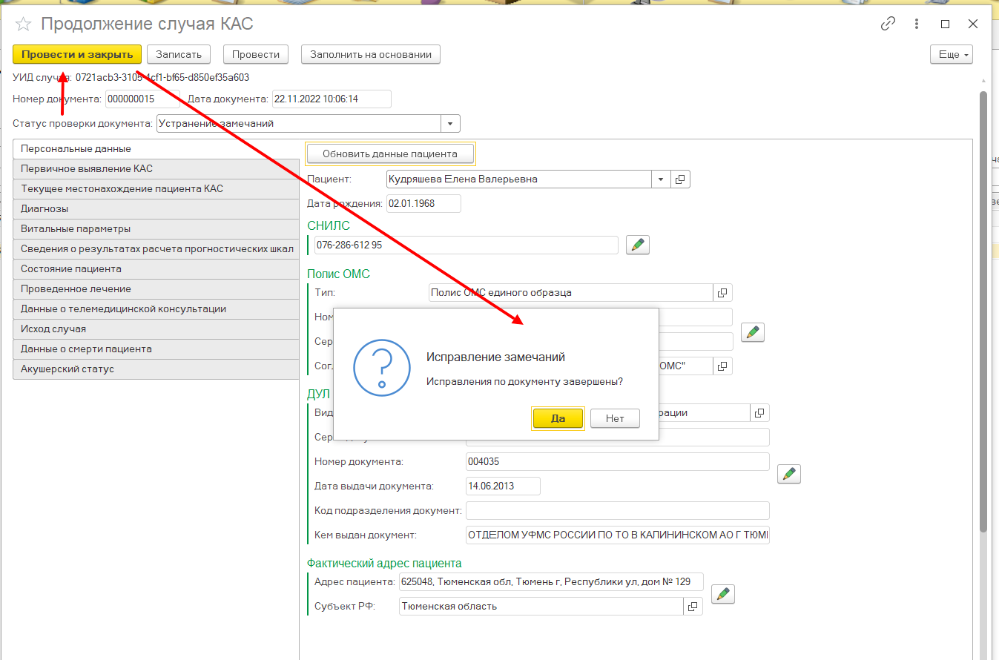 Продолжение случая КАС
Провести и закрыть Записать Провести Заполнить на основании Еще
УИД случая: 0721acb3-3105-4cf1-bf65-d850ef35a603
Номер документа: 000000015 Дата документа: 22.11.2022 10:06:14
Статус проверки документа: Устранение замечаний
Персональные данные
Первичное выявление КАС
Текущее местонахождение пациента КАС
Диагнозы
Витальные параметры
Сведения о результатах расчета прогностических шкал
Состояние пациента
Проведенное лечение
Данные о телемедицинской консультации
Исход случая
Данные о смерти пациента
Акушерский статус
Обновить данные пациента
Пациент: Кудряшева Елена Валерьевна
Дата рождения: 02.01.1968
СНИЛС
076-286-612 95
Полис ОМС
Тип: Полис ОМС единого образца
Ном
Сер
Согл ОМС"
ДУЛ
Вид рации
Номер документа: 004035
Дата выдачи документа: 14.06.2013
Код подразделения документ:
Кем выдан документ: ОТДЕЛОМ УФМС РОССИИ ПО ТО В КАЛИНИНСКОМ АО Г ТЮМ
Фактический адрес пациента
Адрес пациента: 625048, Тюменская обл, Тюмень г, Республики ул, дом № 129
Субъект РФ: Тюменская область
Исправление замечаний
Исправления по документу завершены?
Да Нет